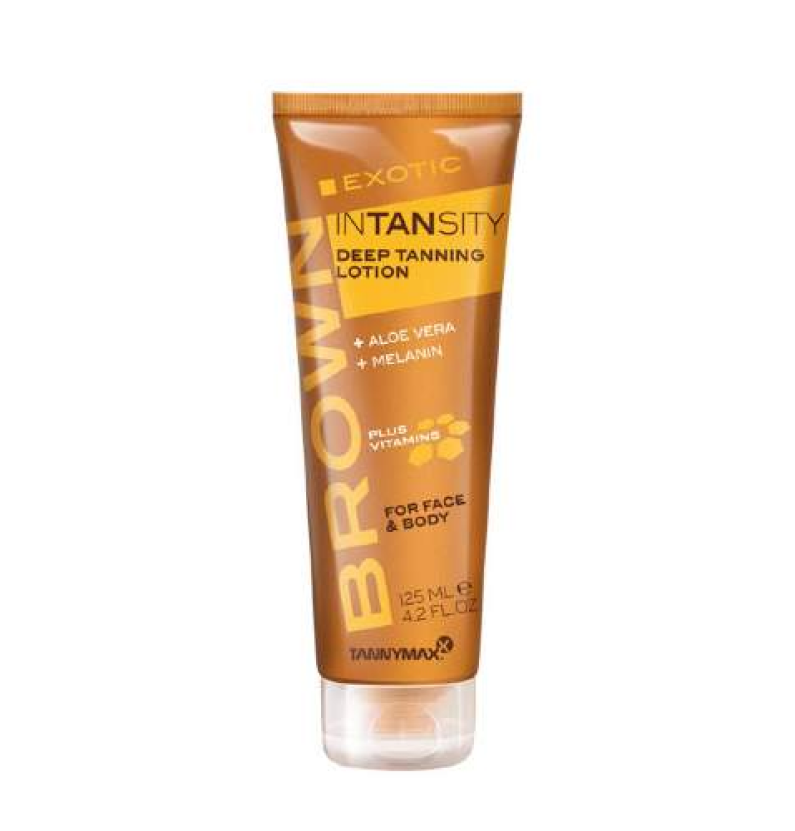 EXOTIC
INTANSITY
DEEP TANNING
LOTION
BROWN
+ ALOE VERA
+ MELANIN
PLUS
VITAMINS
FOR FACE
& BODY
125 ML ℮
4.2 FL.OZ
TANNYMAXX